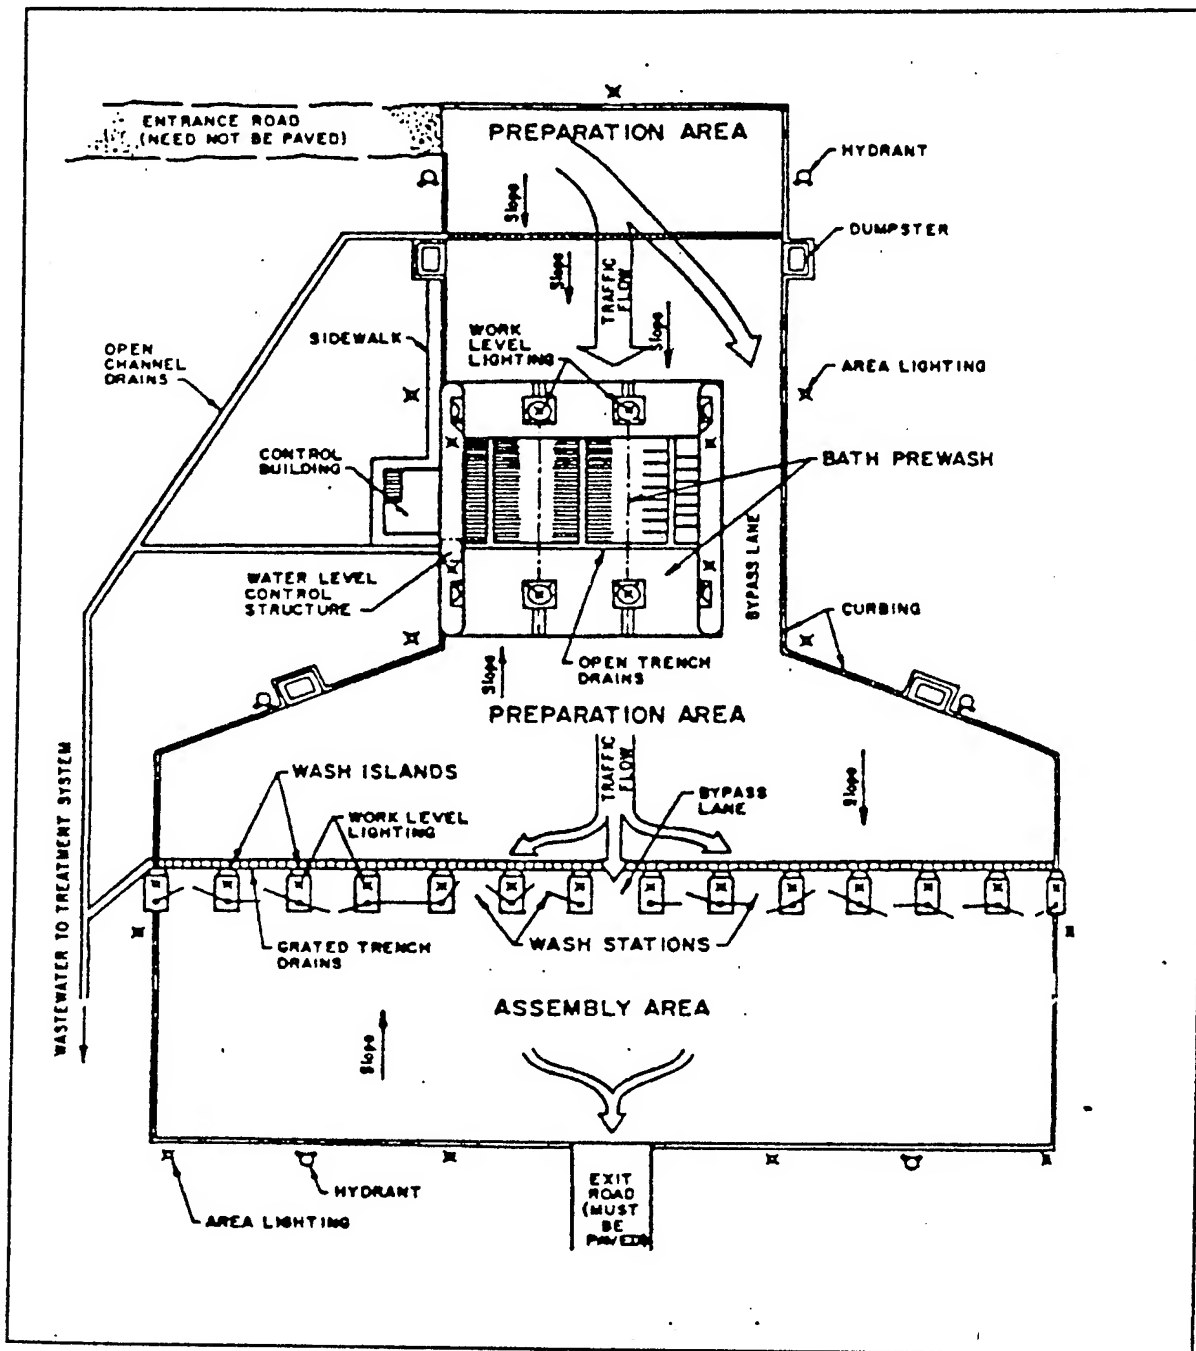 ENTRANCE ROAD
(NEED NOT BE PAVED)
PREPARATION AREA
HYDRANT
Slope
DUMPSTER
Slope
TRAFFIC
FLOW
Slope
SIDEWALK
WORK
LEVEL
LIGHTING
OPEN
CHANNEL
DRAINS
AREA LIGHTING
CONTROL
BUILDING
BATH PREWASH
BYPASS LANE
WATER LEVEL
CONTROL
STRUCTURE
CURBING
OPEN TRENCH
DRAINS
Slope
PREPARATION AREA
TRAFFIC
FLOW
WASTEWATER TO TREATMENT SYSTEM
WASH ISLANDS
BYPASS
LANE
Slope
WORK LEVEL
LIGHTING
GRATED TRENCH
DRAINS
WASH STATIONS
ASSEMBLY AREA
Slope
HYDRANT
AREA LIGHTING
EXIT
ROAD
(MUST
BE
PAVED)